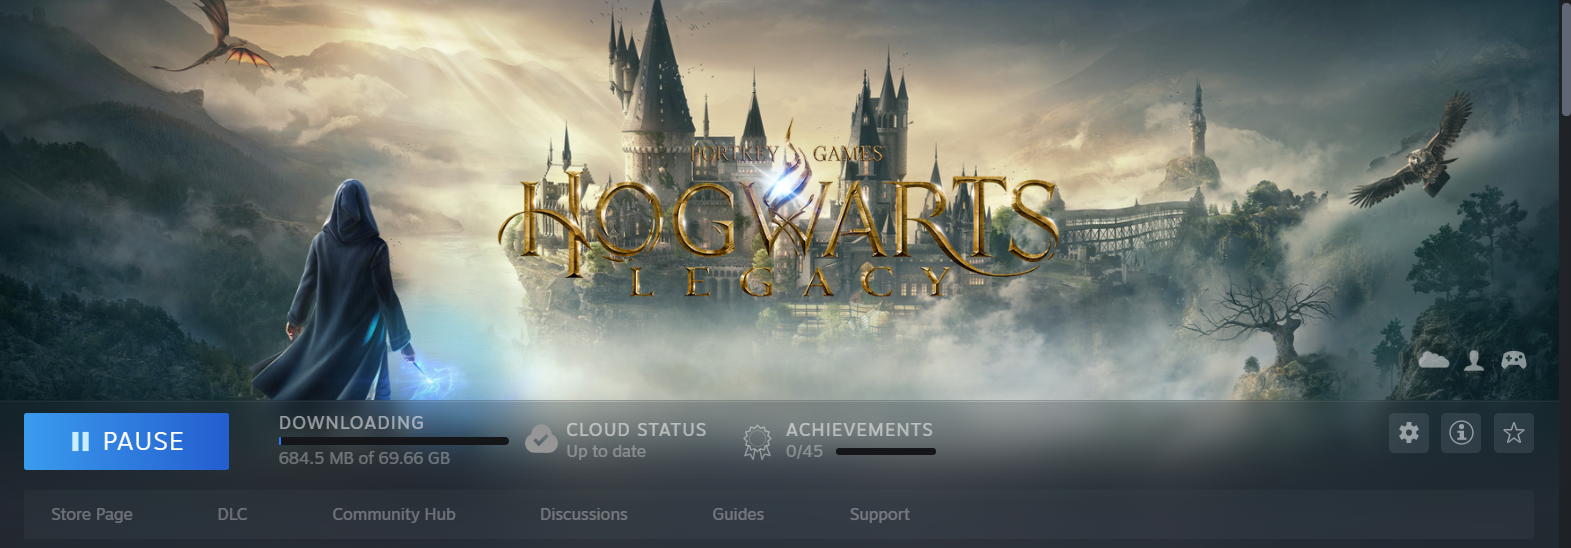 PORTKEY GAMES
HOGWARTS
LEGACY
PAUSE
DOWNLOADING
684.5 MB of 69.66 GB
CLOUD STATUS
Up to date
ACHIEVEMENTS
0/45
Store Page
DLC
Community Hub
Discussions
Guides
Support